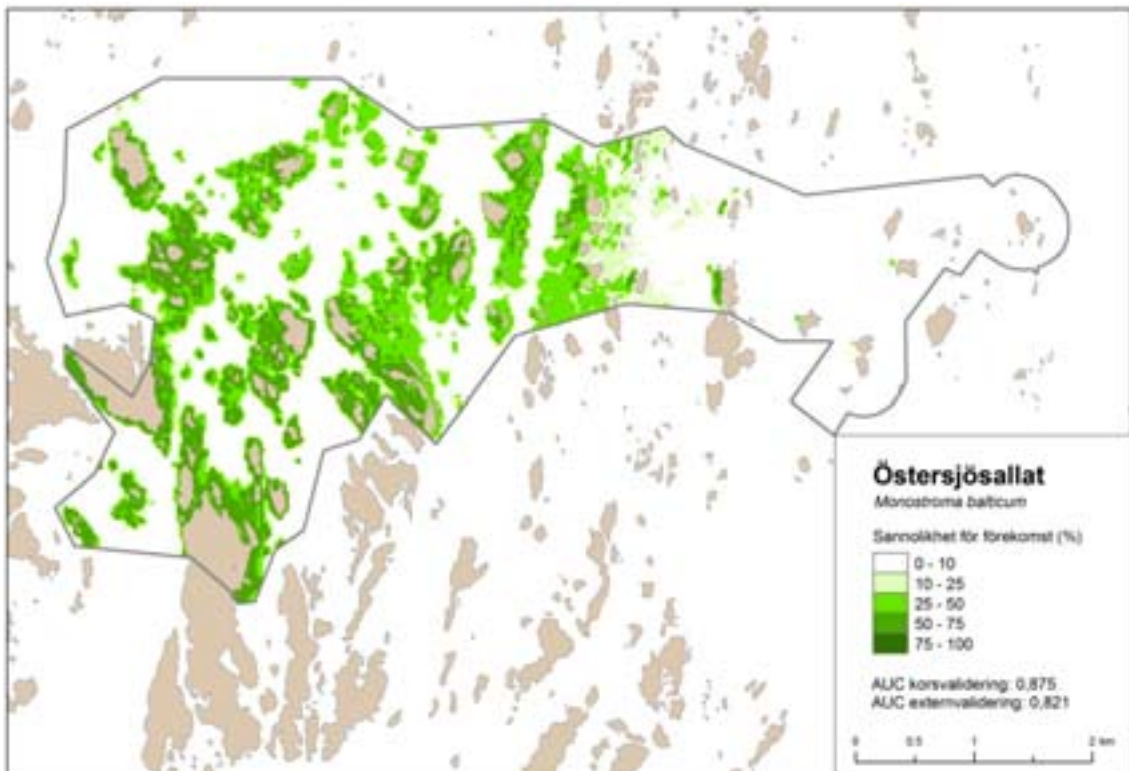 Östersjösallat
Monostroma balticum
Sannolikhet för förekomst (%)
0 - 10
10 - 25
25 - 50
50 - 75
75 - 100
AUC korsvalidering: 0,875
AUC externvalidering: 0,821
0 0.5 1 2 km